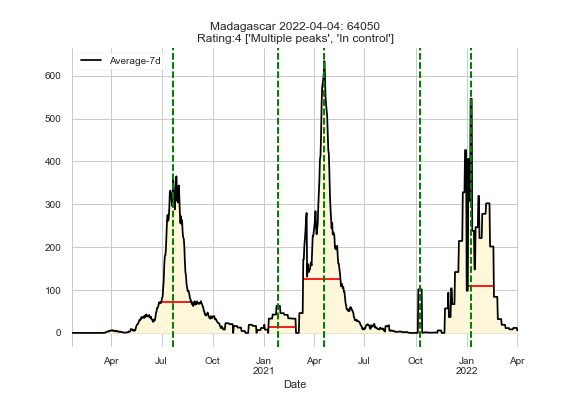 Madagascar 2022-04-04: 64050
Rating:4 ['Multiple peaks', 'In control']
Average-7d
600
500
400
300
200
100
0
Apr Jul Oct Jan Apr Jul Oct Jan Apr
2021 2022
Date